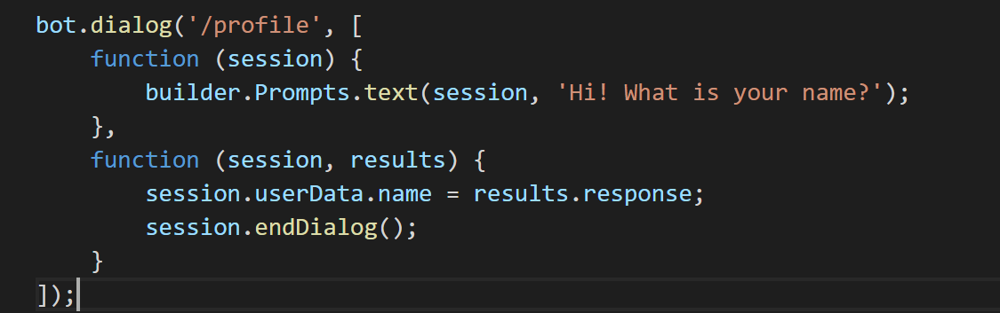 bot.dialog('/profile', [
    function (session) {
        builder.Prompts.text(session, 'Hi! What is your name?');
    },
    function (session, results) {
        session.userData.name = results.response;
        session.endDialog();
    }
]);